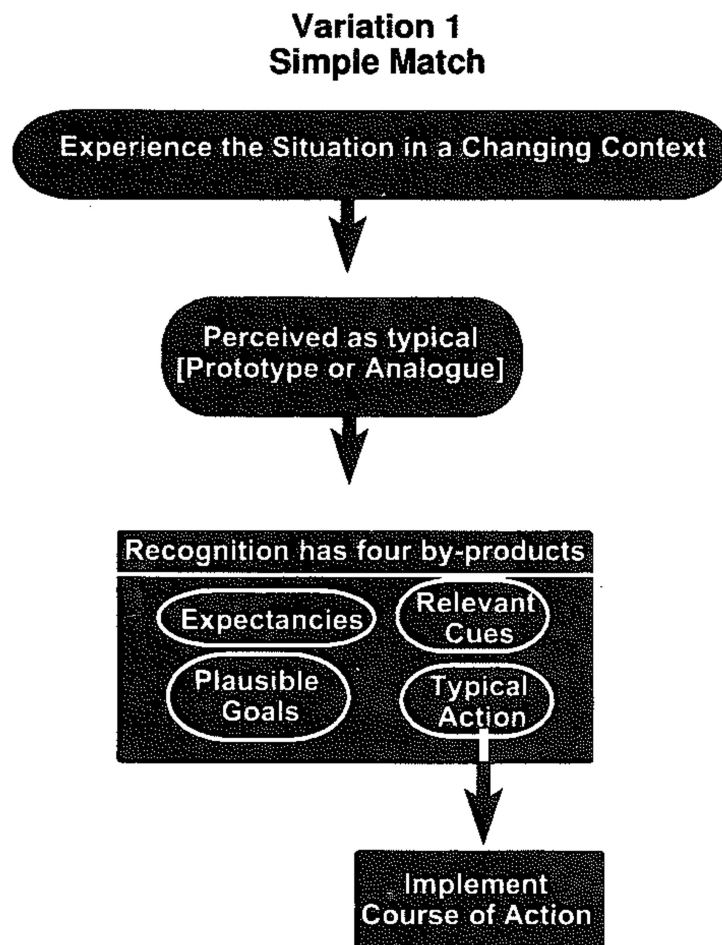 Variation 1
Simple Match
Experience the Situation in a Changing Context
Perceived as typical
[Prototype or Analogue]
Recognition has four by-products
Expectancies
Relevant
Cues
Plausible
Goals
Typical
Action
Implement
Course of Action